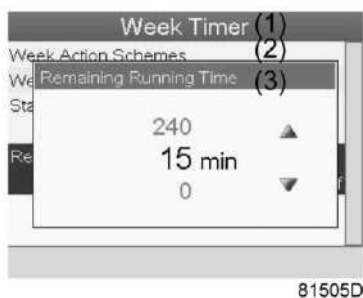 Week Timer (1)
Week Action Schemes (2)
We
Remaining Running Time (3)
Sta
240
Re
15 min
0
f
81505D